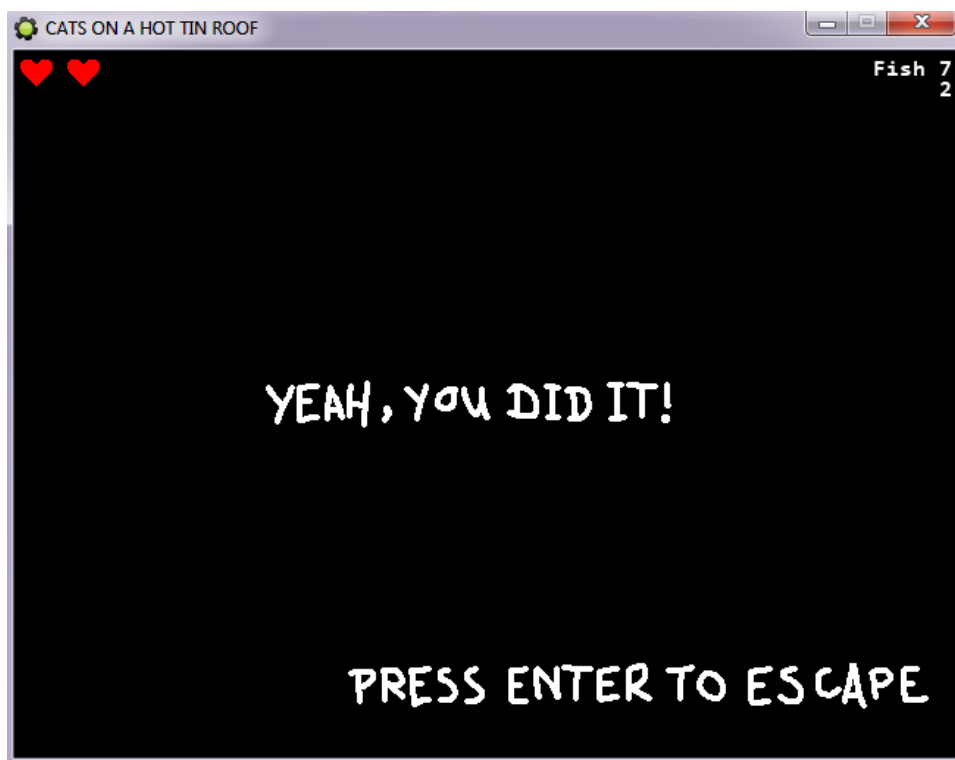 CATS ON A HOT TIN ROOF
Fish 7
2
YEAH, YOU DID IT!
PRESS ENTER TO ESCAPE